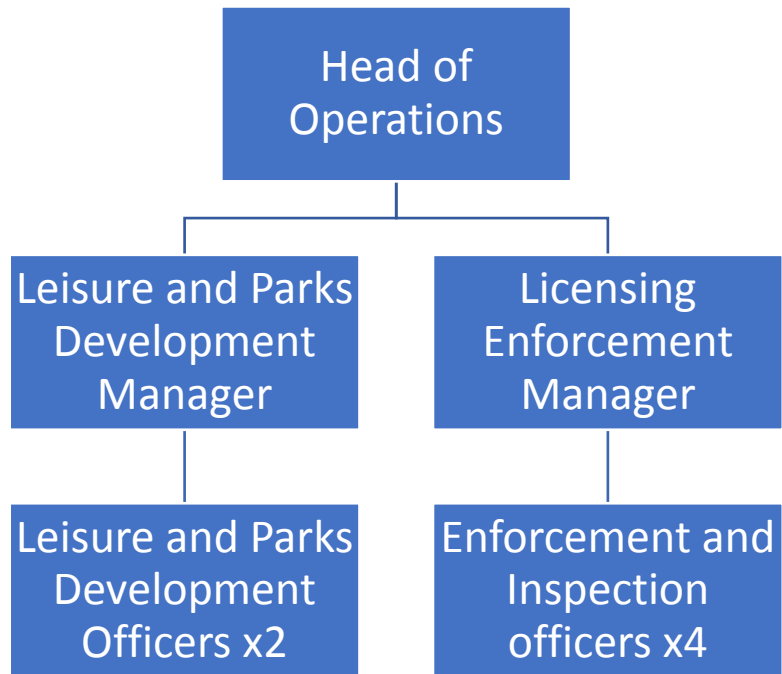 Head of
Operations
Leisure and Parks
Development
Manager
Licensing
Enforcement
Manager
Leisure and Parks
Development
Officers x2
Enforcement and
Inspection
officers x4